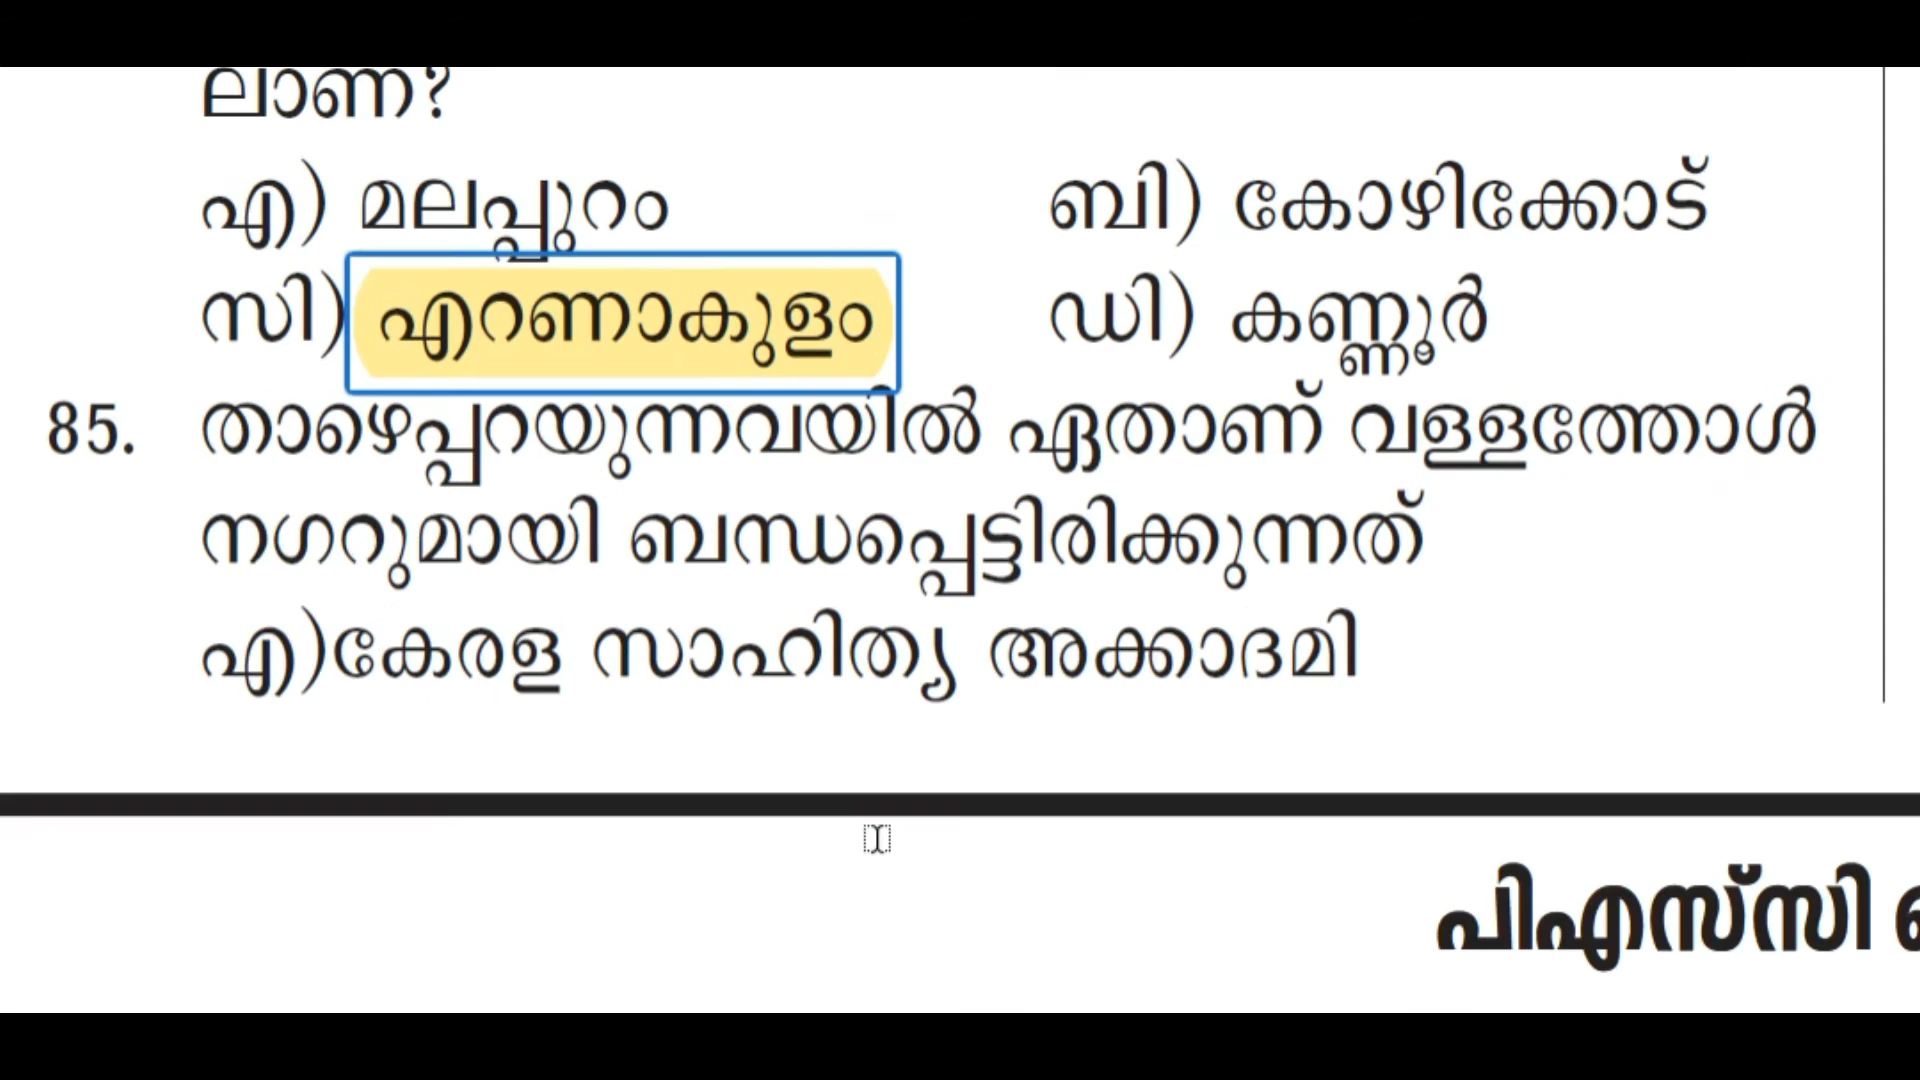 ലാണ്?
എ) മലപ്പുറം ബി) കോഴിക്കോട്
സി) എറണാകുളം ഡി) കണ്ണൂർ
85. താഴെപ്പറയുന്നവയിൽ ഏതാണ് വള്ളത്തോൾ
നഗറുമായി ബന്ധപ്പെട്ടിരിക്കുന്നത്
എ)കേരള സാഹിത്യ അക്കാദമി
പിഎസ്‌സി